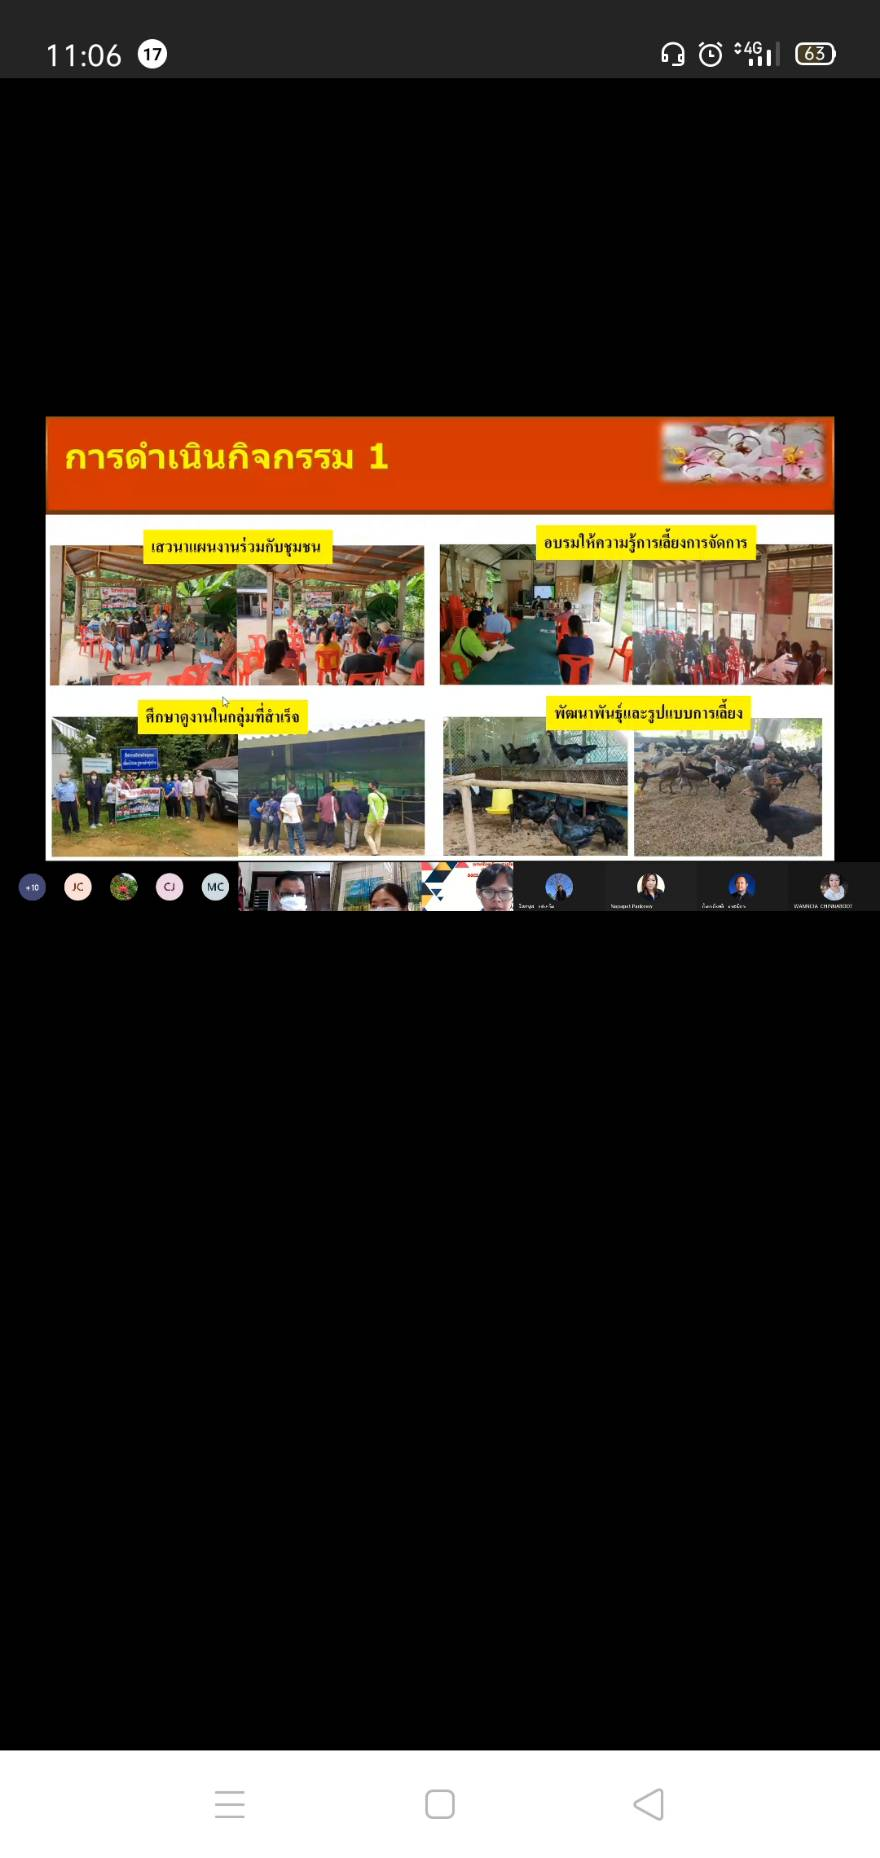 11:06
17
4G
63
การดำเนินกิจกรรม 1
เสวนาแผนงานร่วมกับชุมชน
อบรมให้ความรู้การเลี้ยงการจัดการ
ศึกษาดูงานในกลุ่มที่สำเร็จ
พัฒนาพันธุ์และรูปแบบการเลี้ยง
+10
JC
CJ
MC